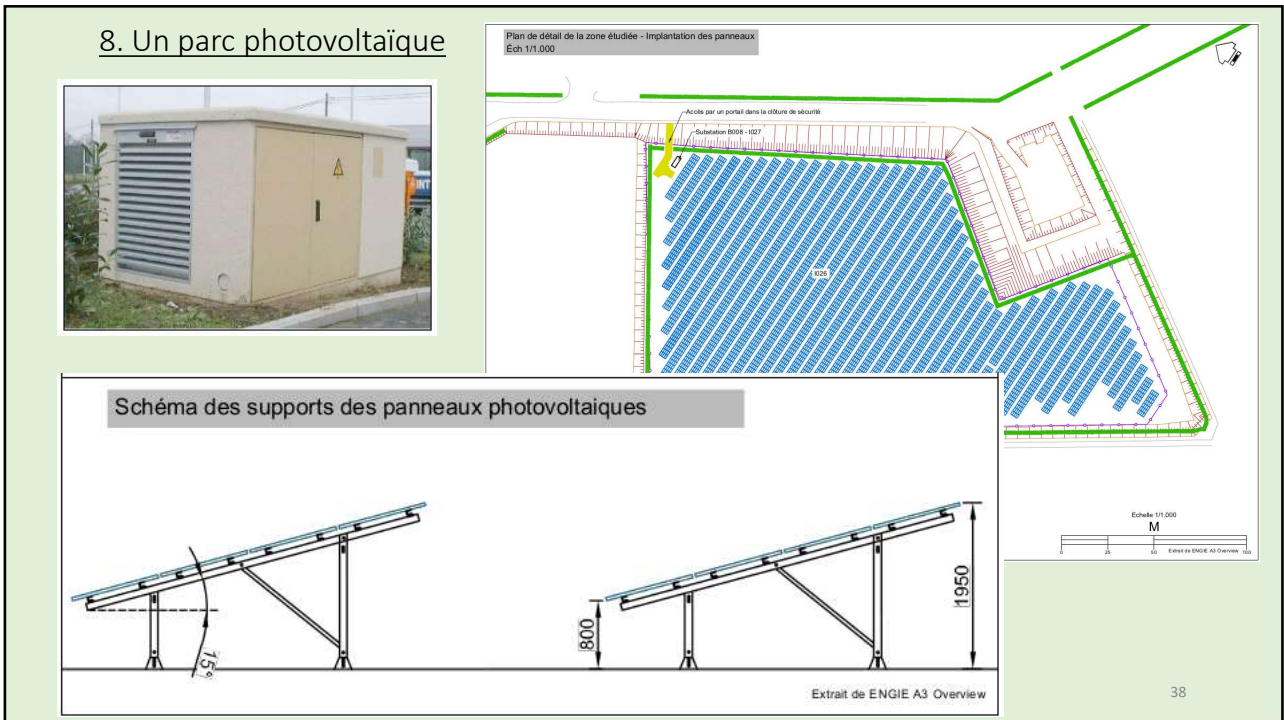 8. Un parc photovoltaïque
Plan de détail de la zone étudiée - Implantation des panneaux
Éch 1/1.000
Accès par un portail dans la clôture de sécurité
Substation B008 - I027
I026
Schéma des supports des panneaux photovoltaiques
15°
800
1950
Extrait de ENGIE A3 Overview
Echelle 1/1.000
M
0 25 50 100
Extrait de ENGIE A3 Overview
38